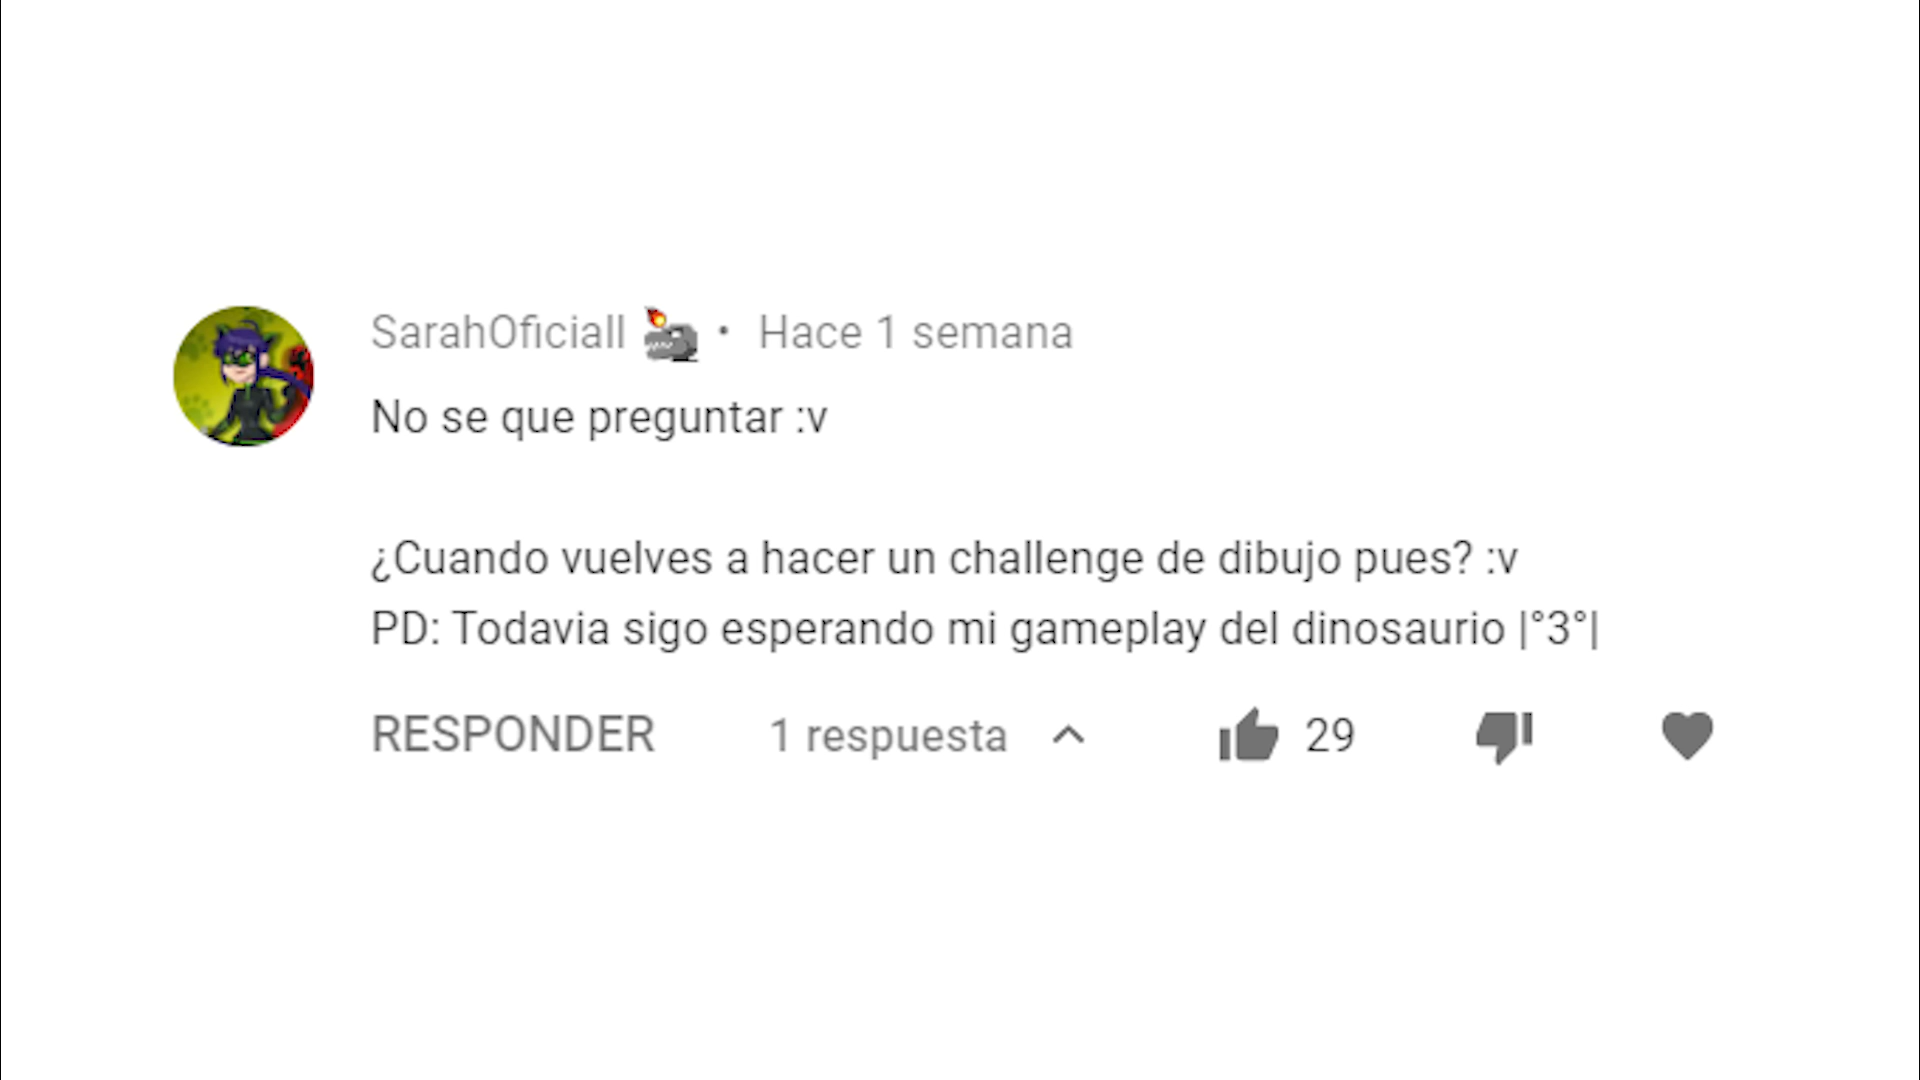 SarahOficiall • Hace 1 semana
No se que preguntar :v
¿Cuando vuelves a hacer un challenge de dibujo pues? :v
PD: Todavia sigo esperando mi gameplay del dinosaurio |°3°|
RESPONDER 1 respuesta 29